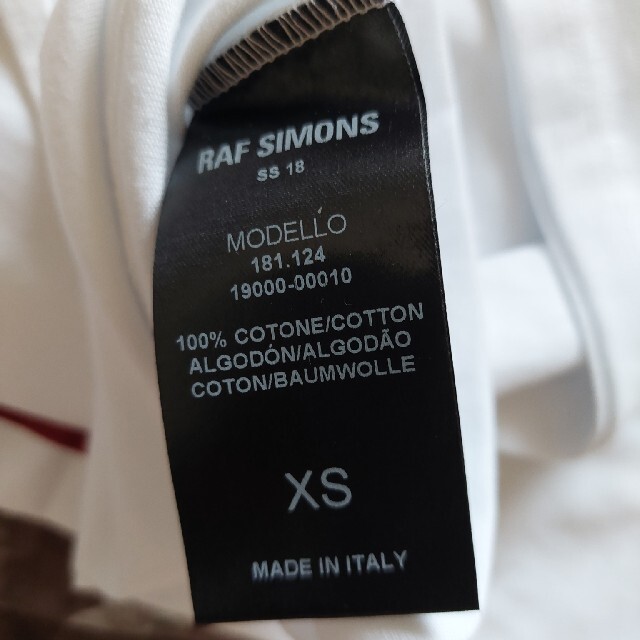 RAF SIMONS
SS 18
MODELLO
181.124
19000-00010
100% COTONE/COTTON
ALGODÓN/ALGODÃO
COTON/BAUMWOLLE
XS
MADE IN ITALY